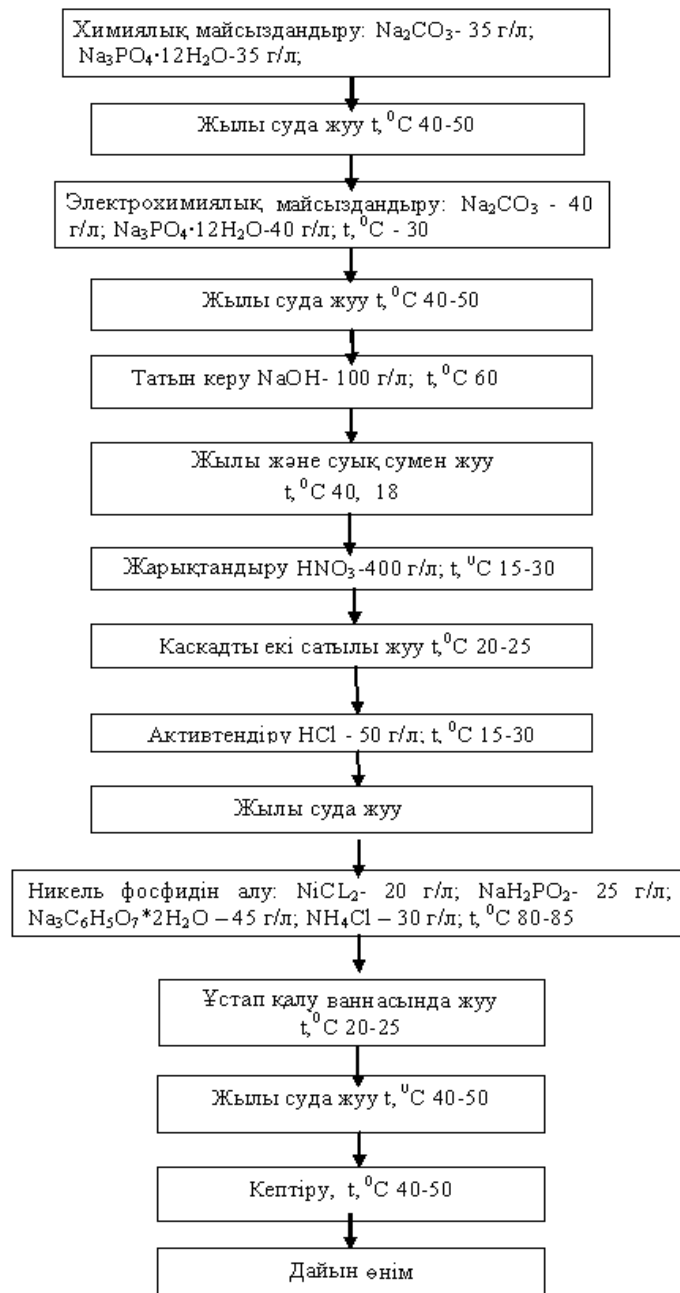 Химиялық майсыздандыру: Na₂CO₃- 35 г/л;
Na₃PO₄·12H₂O-35 г/л;
Жылы суда жуу t,⁰C 40-50
Электрохимиялық майсыздандыру: Na₂CO₃ - 40
г/л; Na₃PO₄·12H₂O-40 г/л; t,⁰C - 30
Жылы суда жуу t,⁰C 40-50
Татын керу NaOH- 100 г/л; t,⁰C 60
Жылы және суық сумен жуу
t,⁰C 40, 18
Жарықтандыру HNO₃-400 г/л; t,⁰C 15-30
Каскадты екі сатылы жуу t,⁰C 20-25
Активтендіру HCl - 50 г/л; t,⁰C 15-30
Жылы суда жуу
Никель фосфидін алу: NiCL₂- 20 г/л; NaH₂PO₂- 25 г/л;
Na₃C₆H₅O₇*2H₂O – 45 г/л; NH₄Cl – 30 г/л; t,⁰C 80-85
Ұстап қалу ваннасында жуу
t,⁰C 20-25
Жылы суда жуу t,⁰C 40-50
Кептіру, t,⁰C 40-50
Дайын өнім